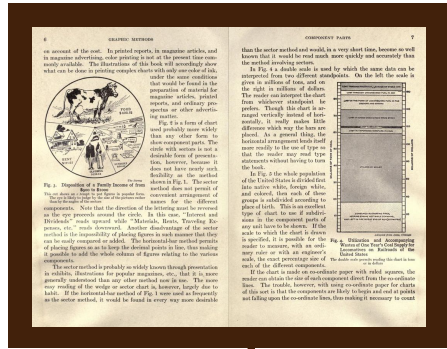 6 GRAPHIC METHODS
on account of the cost. In printed reports, in magazine articles, and
in magazine advertising, color printing is not at the present time com-
monly available. The illustrations of this book will accordingly show
what can be done in printing complex charts with only one color of ink,
under the same conditions
that would be found in the
preparation of material for
magazine articles, printed
reports, and ordinary pro-
spectus or other advertis-
ing matter.
Fig. 2 is a form of chart
used probably more widely
than any other form to
show component parts. The
circle with sectors is not a
desirable form of presenta-
tion, however, because it
does not have nearly such
flexibility as the method
shown in Fig. 1. The sector
method does not permit of
convenient arrangement of
names for the different
Fig. 3. Disposition of a Family Income of from
components. Note that the direction of the lettering must be reversed
as the eye proceeds around the circle. In this case, "Interest and
Dividends" reads upward while "Materials, Rents, Traveling Ex-
penses, etc." reads downward. Another disadvantage of the sector
method is the impossibility of placing figures in such manner that they
can be easily compared or added. The horizontal-bar method permits
of placing figures so as to keep the decimal points in line, thus making
it possible to add the whole column of figures relating to the various
components.
The sector method is probably so widely known through presentation
in exhibits, illustrations for popular magazines, etc., that it is more
generally understood than any other method now in use. The more
easy reading of the wedge or sector chart is, however, largely due to
habit. If the horizontal-bar method of Fig. 1 were used as frequently
as the sector method, it would be found in every way more desirable
COMPONENT PARTS 7
than the sector method and would, in a very short time, become so well
known that it would be read much more quickly and accurately than
the method involving sectors.
In Fig. 4 a double scale is used by which the same data can be
interpreted from two different standpoints. On the left the scale is
given in millions of tons, and on
the right in millions of dollars.
The reader can interpret the chart
from whichever standpoint he
prefers. Though this chart is ar-
ranged vertically instead of hori-
zontally, it really makes little
difference which way the bars are
placed. As a general thing, the
horizontal arrangement lends itself
more readily to the use of type so
that the reader may read type
statements without having to turn
the book.
In Fig. 5 the whole population
of the United States is divided first
into native white, foreign white,
and colored, then each of these
groups is subdivided according to
place of birth. This is an excellent
type of chart to use if subdivi-
sions in the component parts of
any unit have to be shown. If the
scale to which the chart is drawn
is specified, it is possible for the
reader to measure, with an ordi-
nary ruler or with an engineer's
scale, the exact percentage size of
each of the different components.
Fig. 4. Utilization and Accompanying
Wastes of One Year's Coal Supply for
Locomotives on Railroads of the
United States
If the chart is made on co-ordinate paper with ruled squares, the
reader can obtain the size of each component direct from the co-ordinate
lines. The trouble, however, with using co-ordinate paper for charts
of this sort is that the components are likely to begin and end at points
not falling upon the co-ordinate lines, thus making it necessary to count